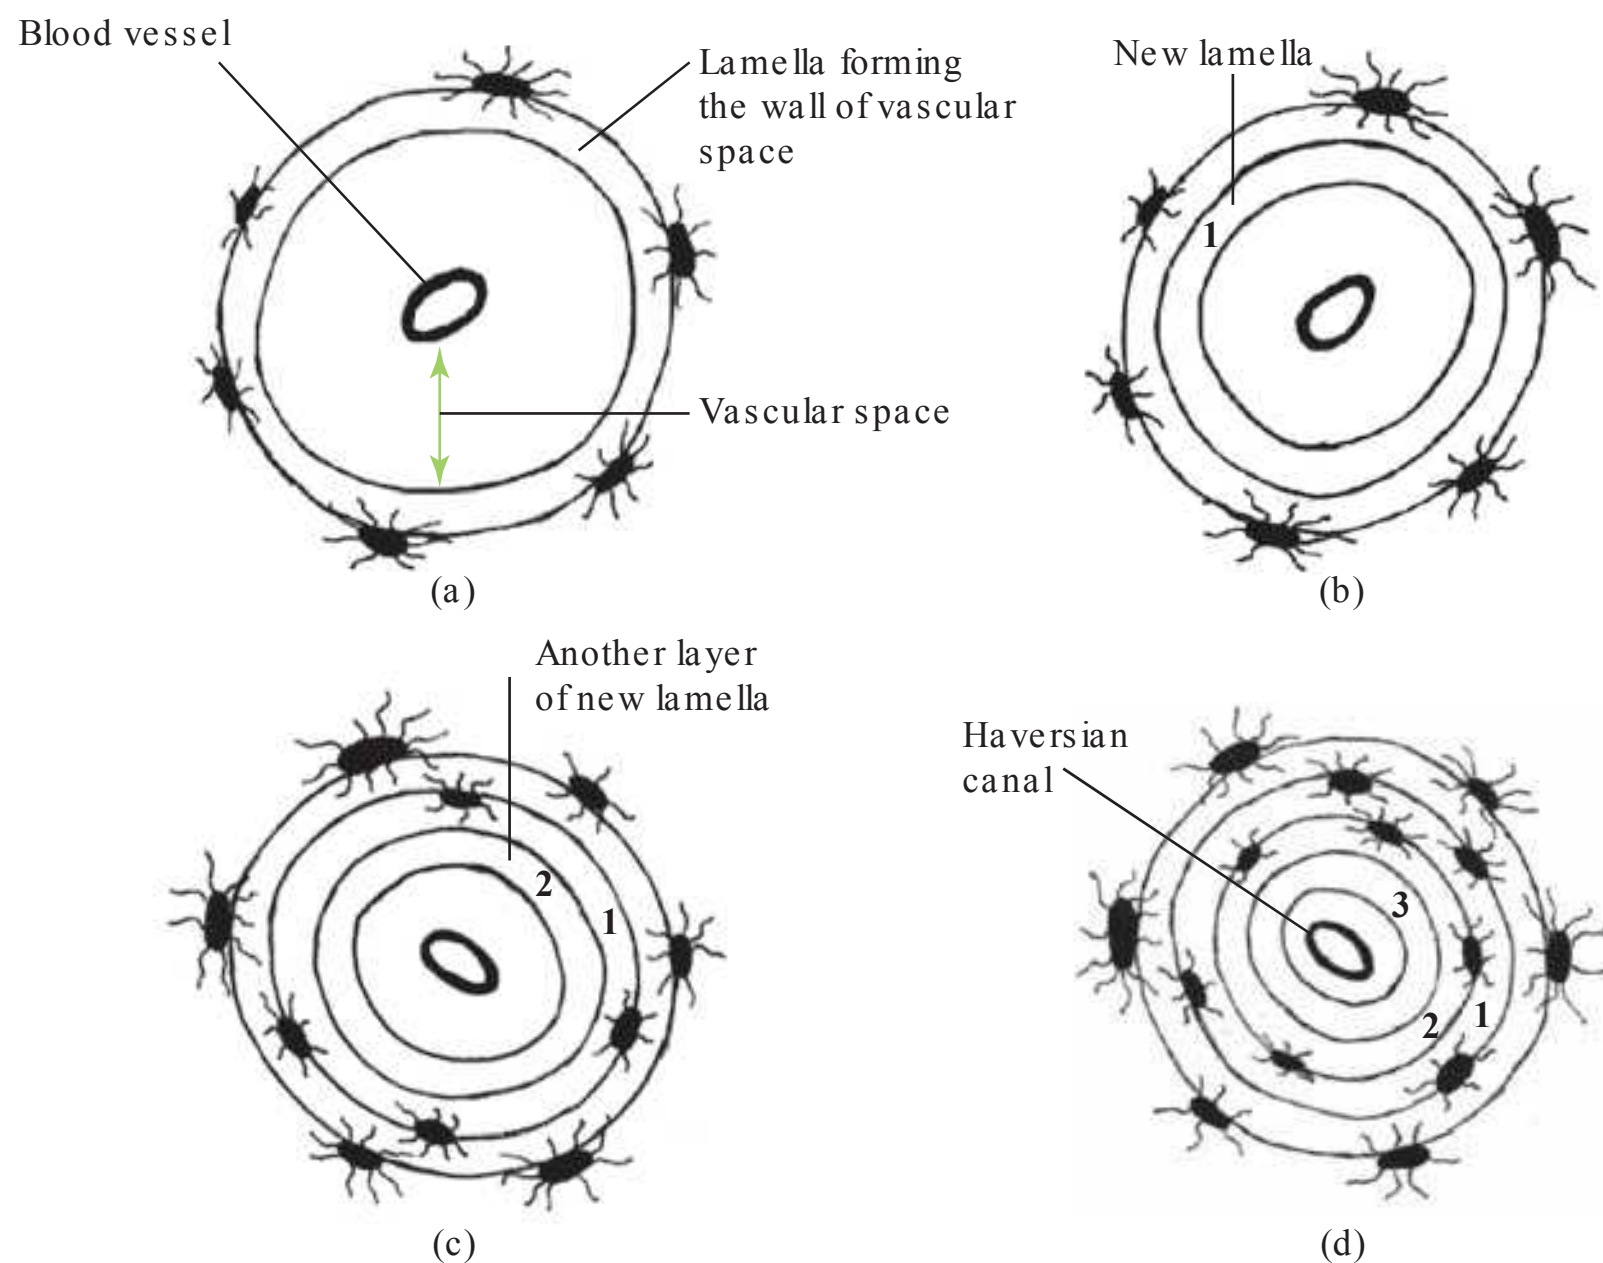 Blood vessel
Lamella forming
the wall of vascular
space
Vascular space
(a)
New lamella
1
(b)
Another layer
of new lamella
2
1
(c)
Haversian
canal
3
2
1
(d)